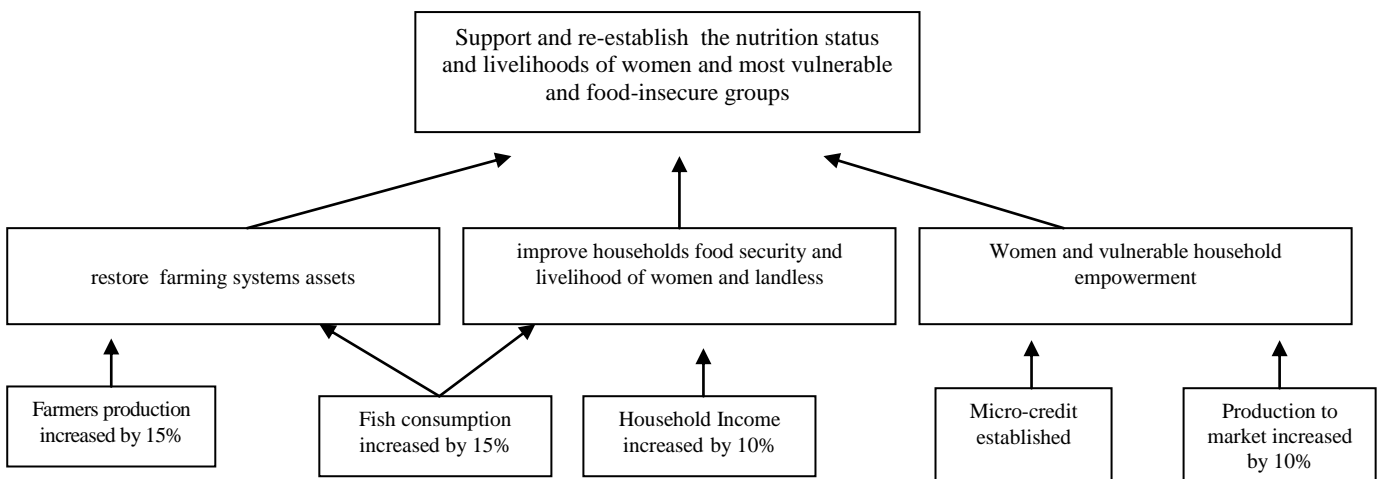 Support and re-establish the nutrition status
and livelihoods of women and most vulnerable
and food-insecure groups
restore farming systems assets
improve households food security and
livelihood of women and landless
Women and vulnerable household
empowerment
Farmers production
increased by 15%
Fish consumption
increased by 15%
Household Income
increased by 10%
Micro-credit
established
Production to
market increased
by 10%